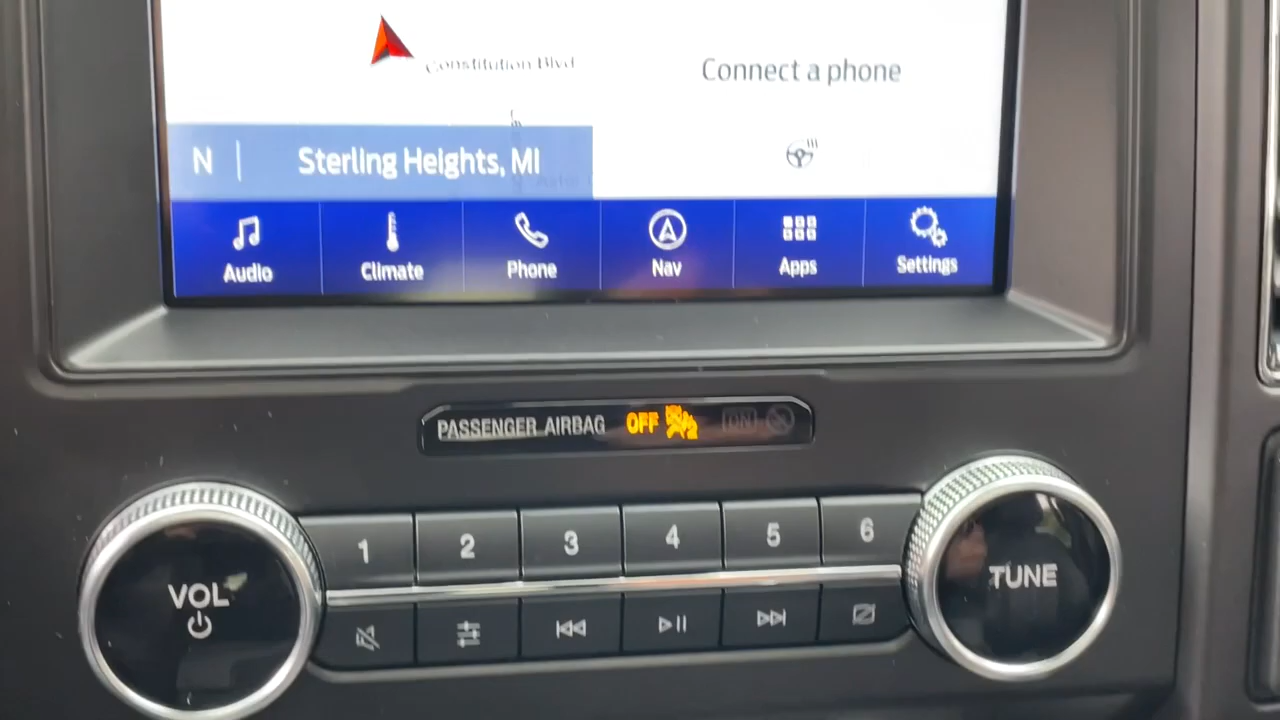 Constitution Blvd
Connect a phone
N
Sterling Heights, MI
Audio
Climate
Phone
Nav
Apps
Settings
PASSENGER AIRBAG OFF 2 ON
1
2
3
4
5
6
VOL
TUNE